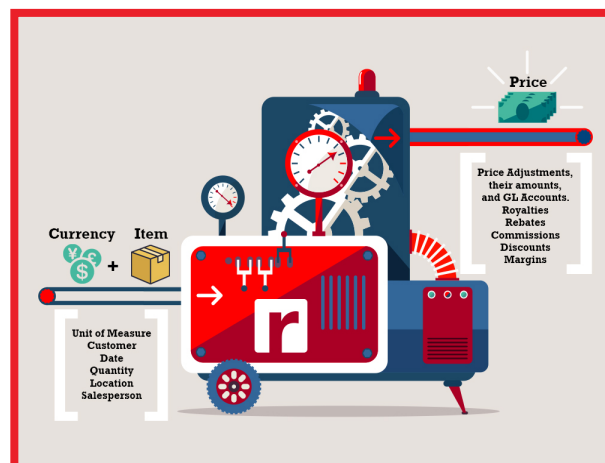 Price
Price Adjustments,
their amounts,
and GL Accounts.
Royalties
Rebates
Commissions
Discounts
Margins
Currency
Item
¥ €
$
+
r
Unit of Measure
Customer
Date
Quantity
Location
Salesperson